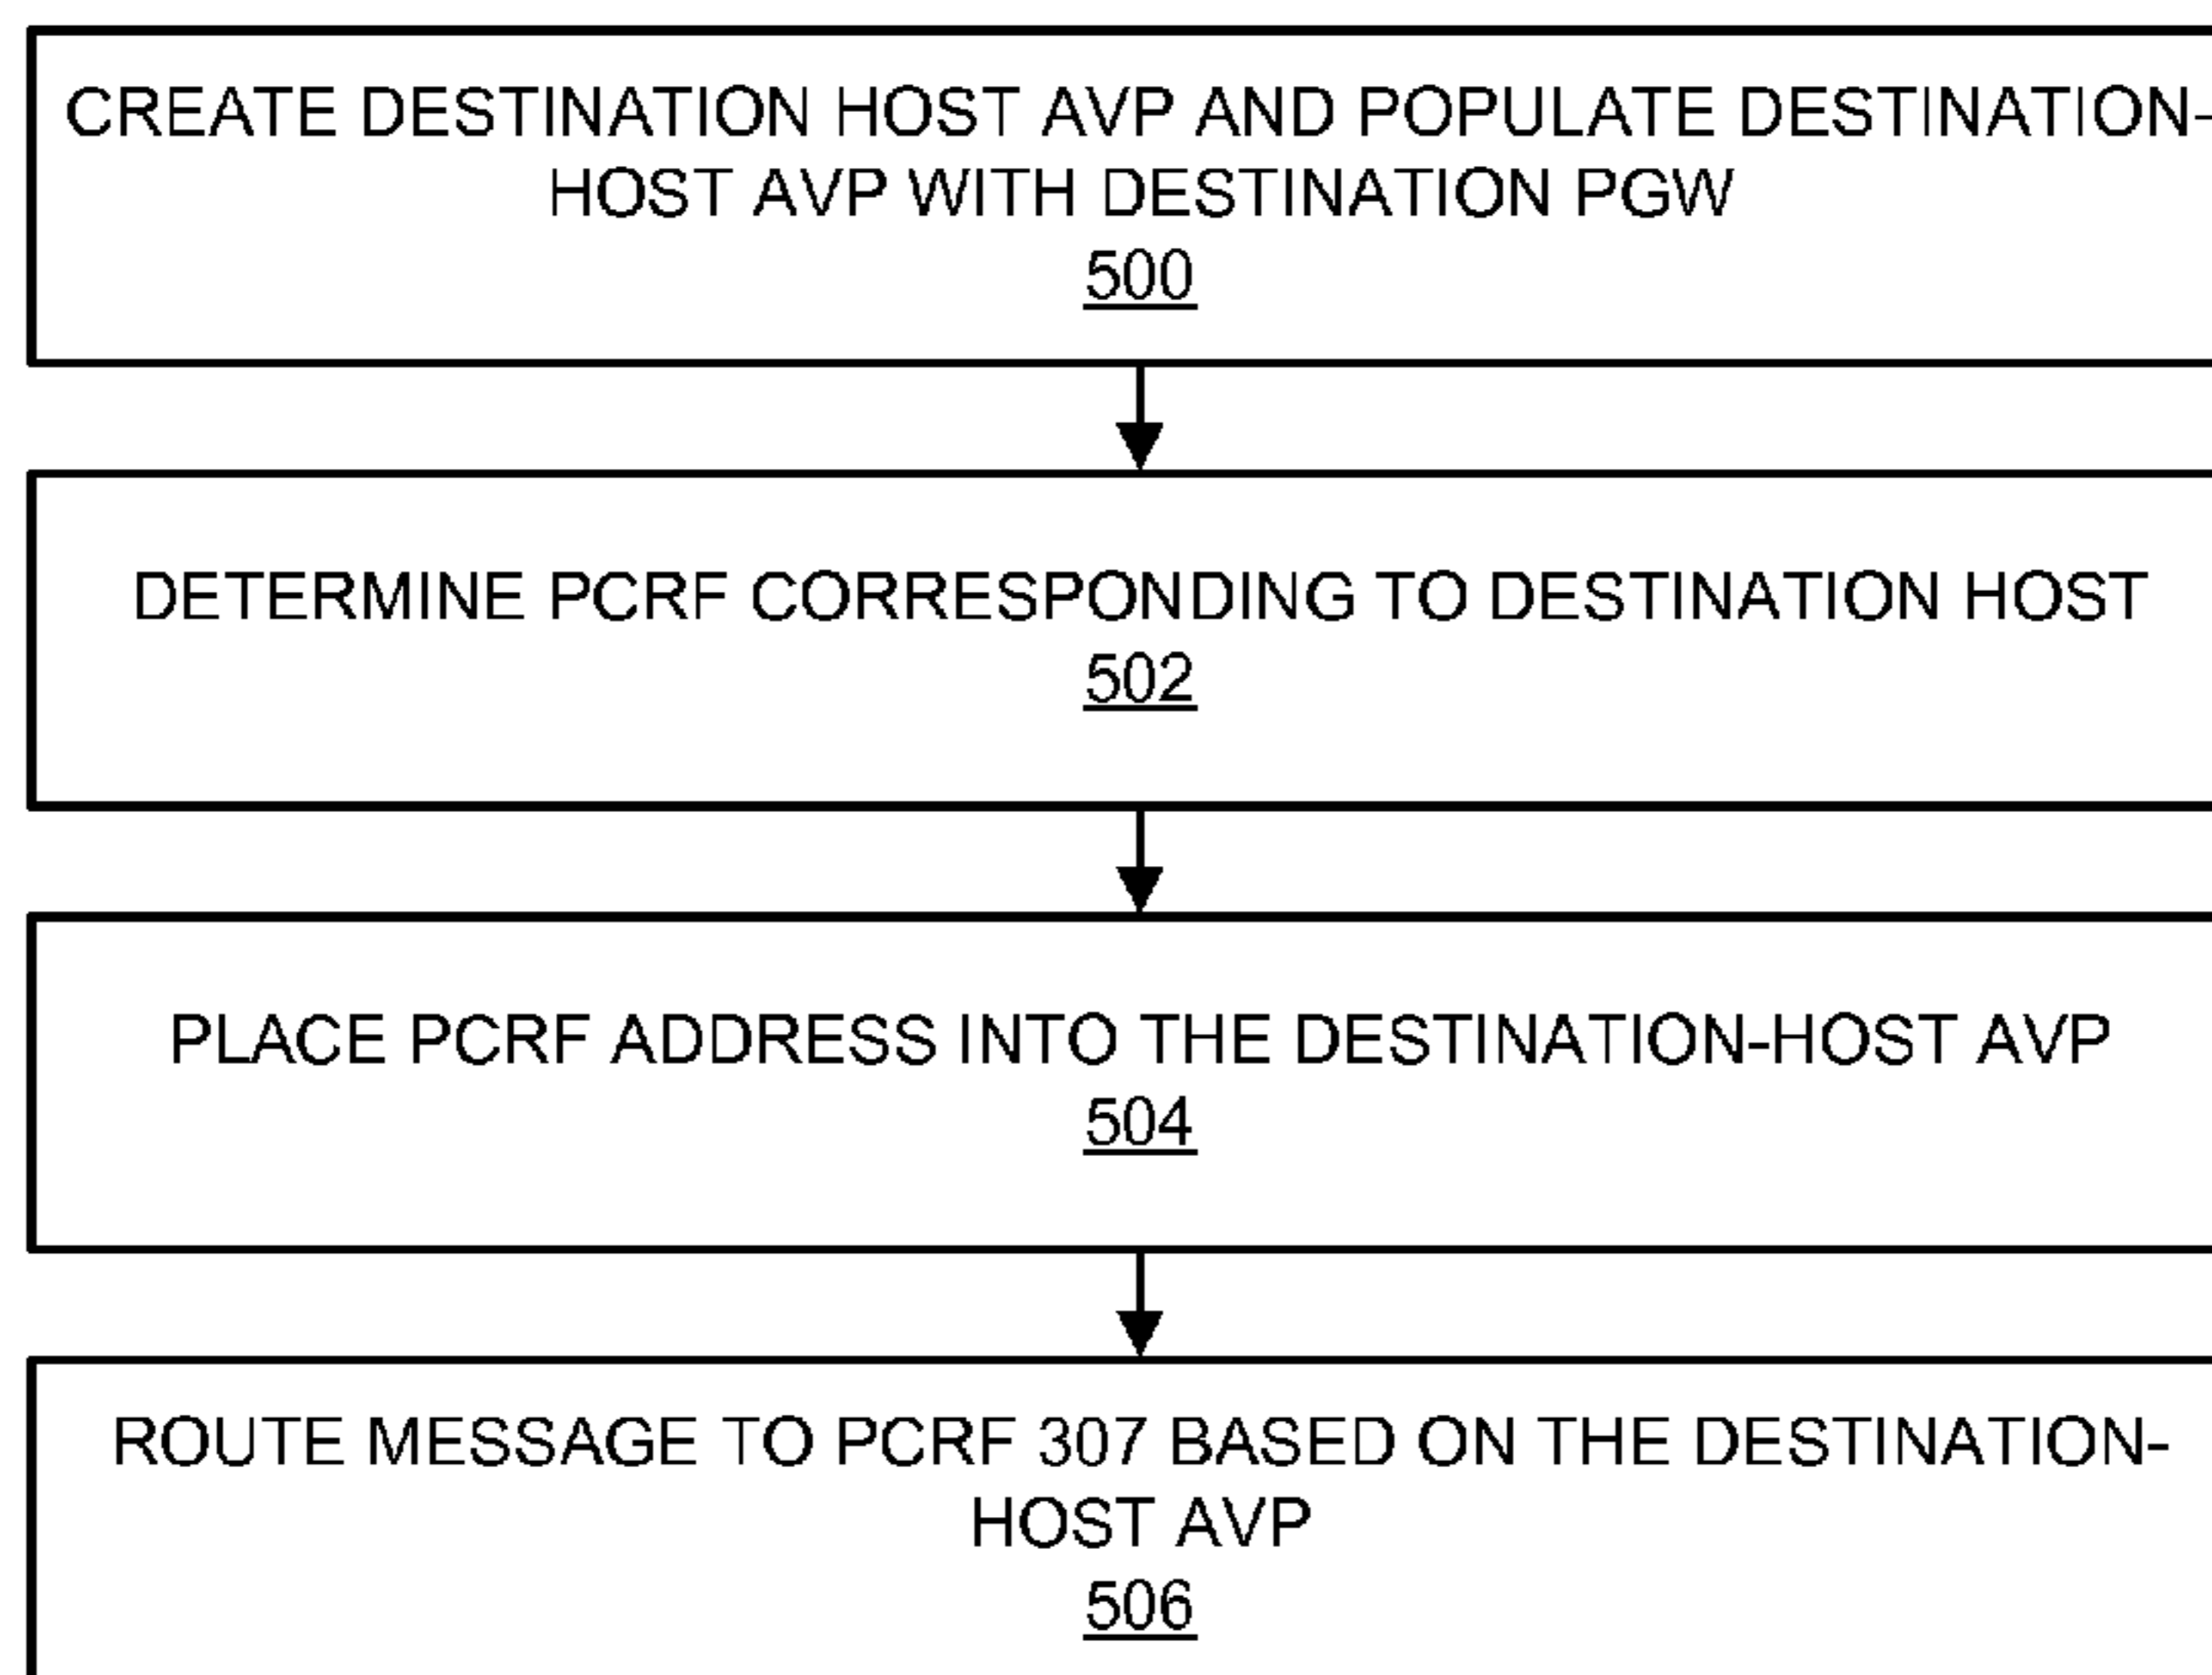 CREATE DESTINATION HOST AVP AND POPULATE DESTINATION-
HOST AVP WITH DESTINATION PGW
500
DETERMINE PCRF CORRESPONDING TO DESTINATION HOST
502
PLACE PCRF ADDRESS INTO THE DESTINATION-HOST AVP
504
ROUTE MESSAGE TO PCRF 307 BASED ON THE DESTINATION-
HOST AVP
506